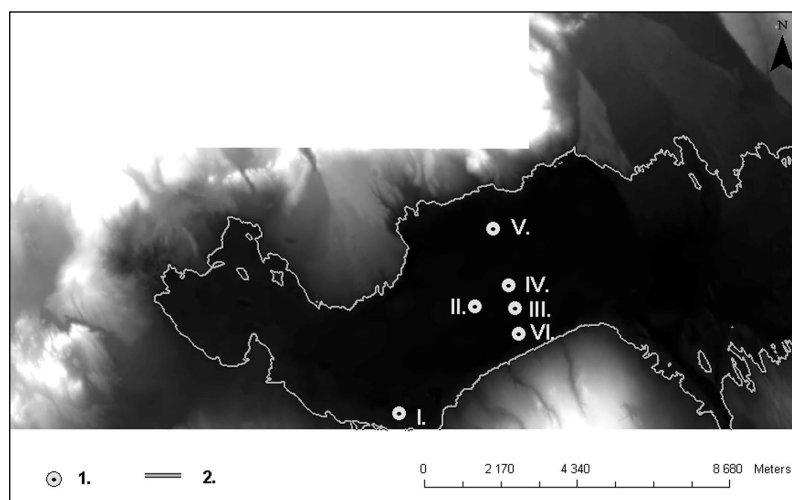 N
V.
IV.
II.
III.
VI.
I.
1.
2.
0
2 170
4 340
8 680
Meters